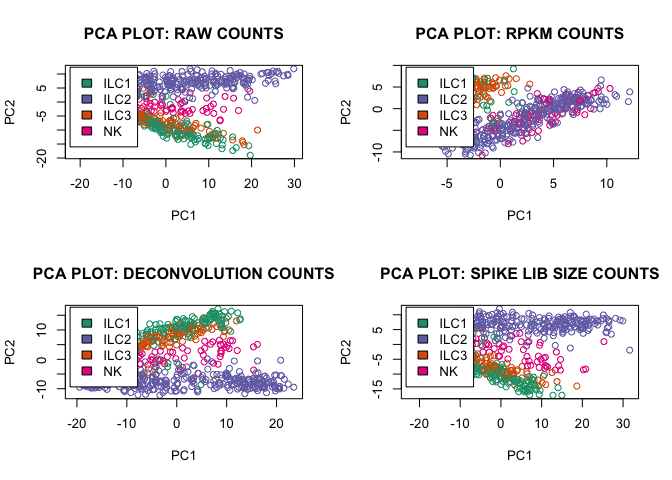 PCA PLOT: RAW COUNTS
ILC1
ILC2
ILC3
NK
PC2
5
-5
-20
-20 -10 0 10 20 30
PC1
PCA PLOT: RPKM COUNTS
ILC1
ILC2
ILC3
NK
PC2
5
0
-10
-5 0 5 10
PC1
PCA PLOT: DECONVOLUTION COUNTS
ILC1
ILC2
ILC3
NK
PC2
10
0
-10
-20 -10 0 10 20
PC1
PCA PLOT: SPIKE LIB SIZE COUNTS
ILC1
ILC2
ILC3
NK
PC2
5
-5
-15
-20 -10 0 10 20 30
PC1